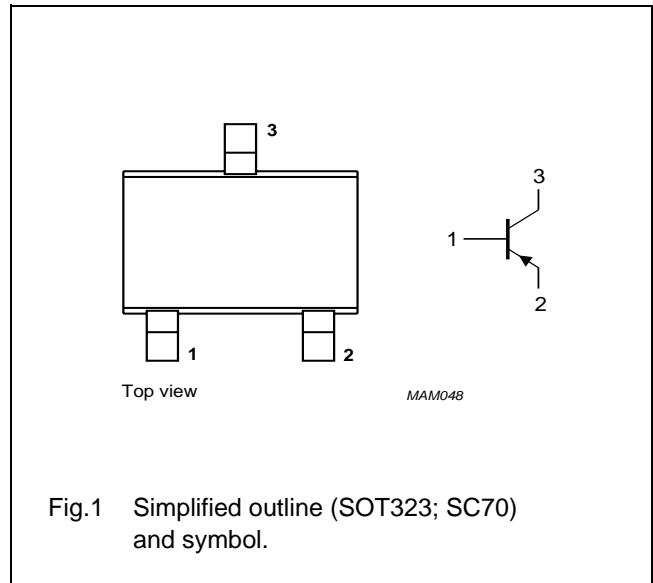 3
3
1
2
1
2
Top view
MAM048
Fig.1 Simplified outline (SOT323; SC70)
and symbol.